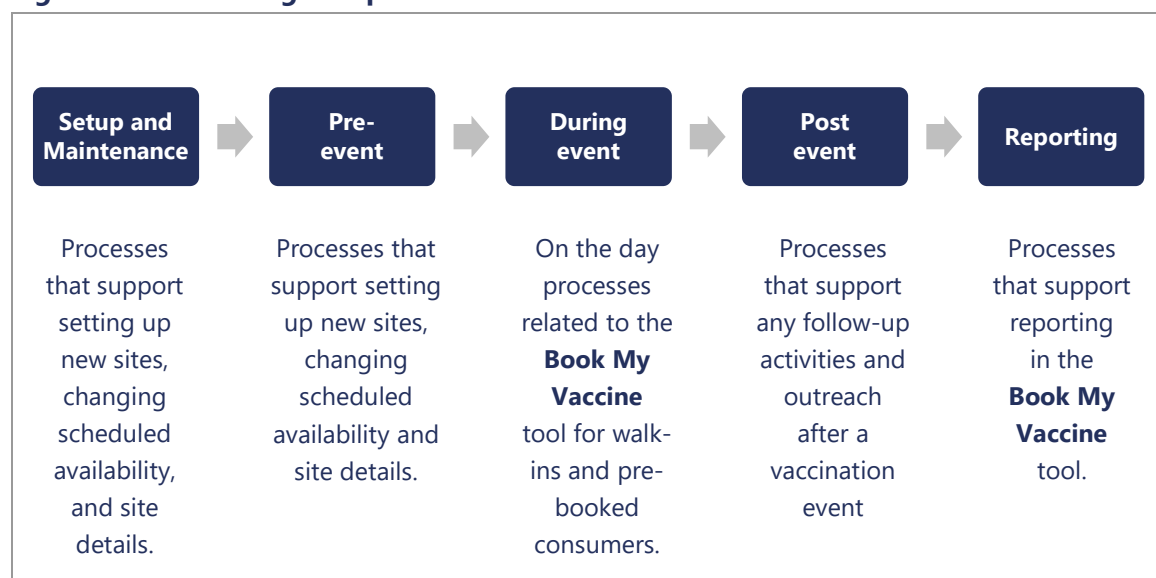 Setup and
Maintenance
Pre-
event
During
event
Post
event
Reporting
Processes
that support
setting up
new sites,
changing
scheduled
availability,
and site
details.
Processes that
support setting
up new sites,
changing
scheduled
availability and
site details.
On the day
processes
related to the
Book My
Vaccine
tool for walk-
ins and pre-
booked
consumers.
Processes
that support
any follow-up
activities and
outreach
after a
vaccination
event
Processes
that support
reporting
in the
Book My
Vaccine
tool.